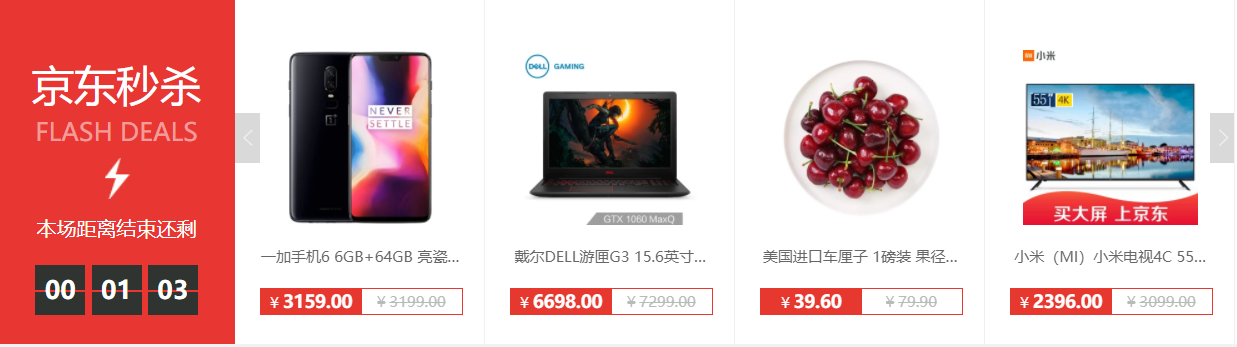 京东秒杀
FLASH DEALS
本场距离结束还剩
00 01 03
NEVER
SETTLE
一加手机6 6GB+64GB 亮瓷...
¥3159.00 ¥3199.00
DELL GAMING
GTX 1060 MaxQ
戴尔DELL游匣G3 15.6英寸...
¥6698.00 ¥7299.00
美国进口车厘子 1磅装 果径...
¥39.60 ¥79.90
小米
55" 4K
买大屏 上京东
小米（MI）小米电视4C 55...
¥2396.00 ¥3099.00